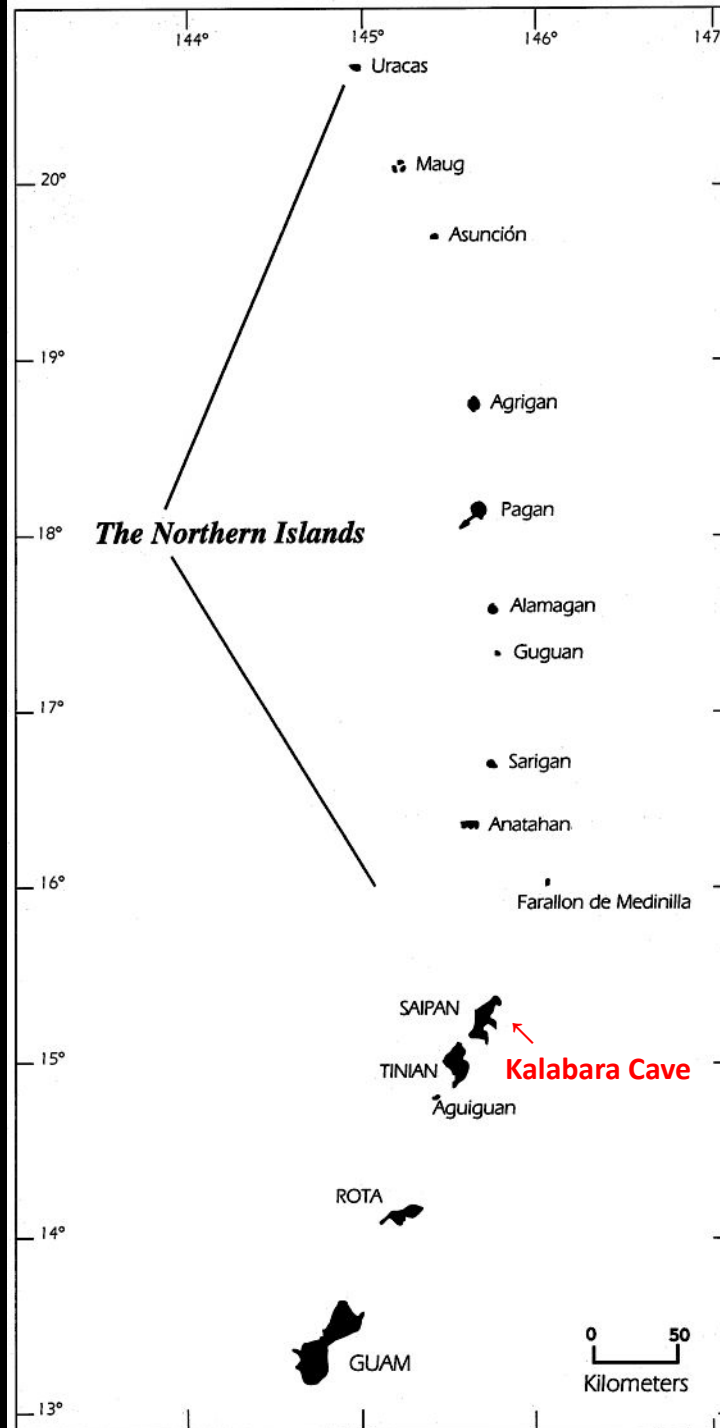 144° 145° 146° 147
Uracas
Maug
20°
Asunción
19°
Agrigan
Pagan
The Northern Islands
18°
Alamagan
Guguan
17°
Sarigan
Anatahan
16°
Farallon de Medinilla
SAIPAN
15°
Kalabara Cave
TINIAN
Aguiguan
ROTA
14°
0 50
GUAM
Kilometers
13°